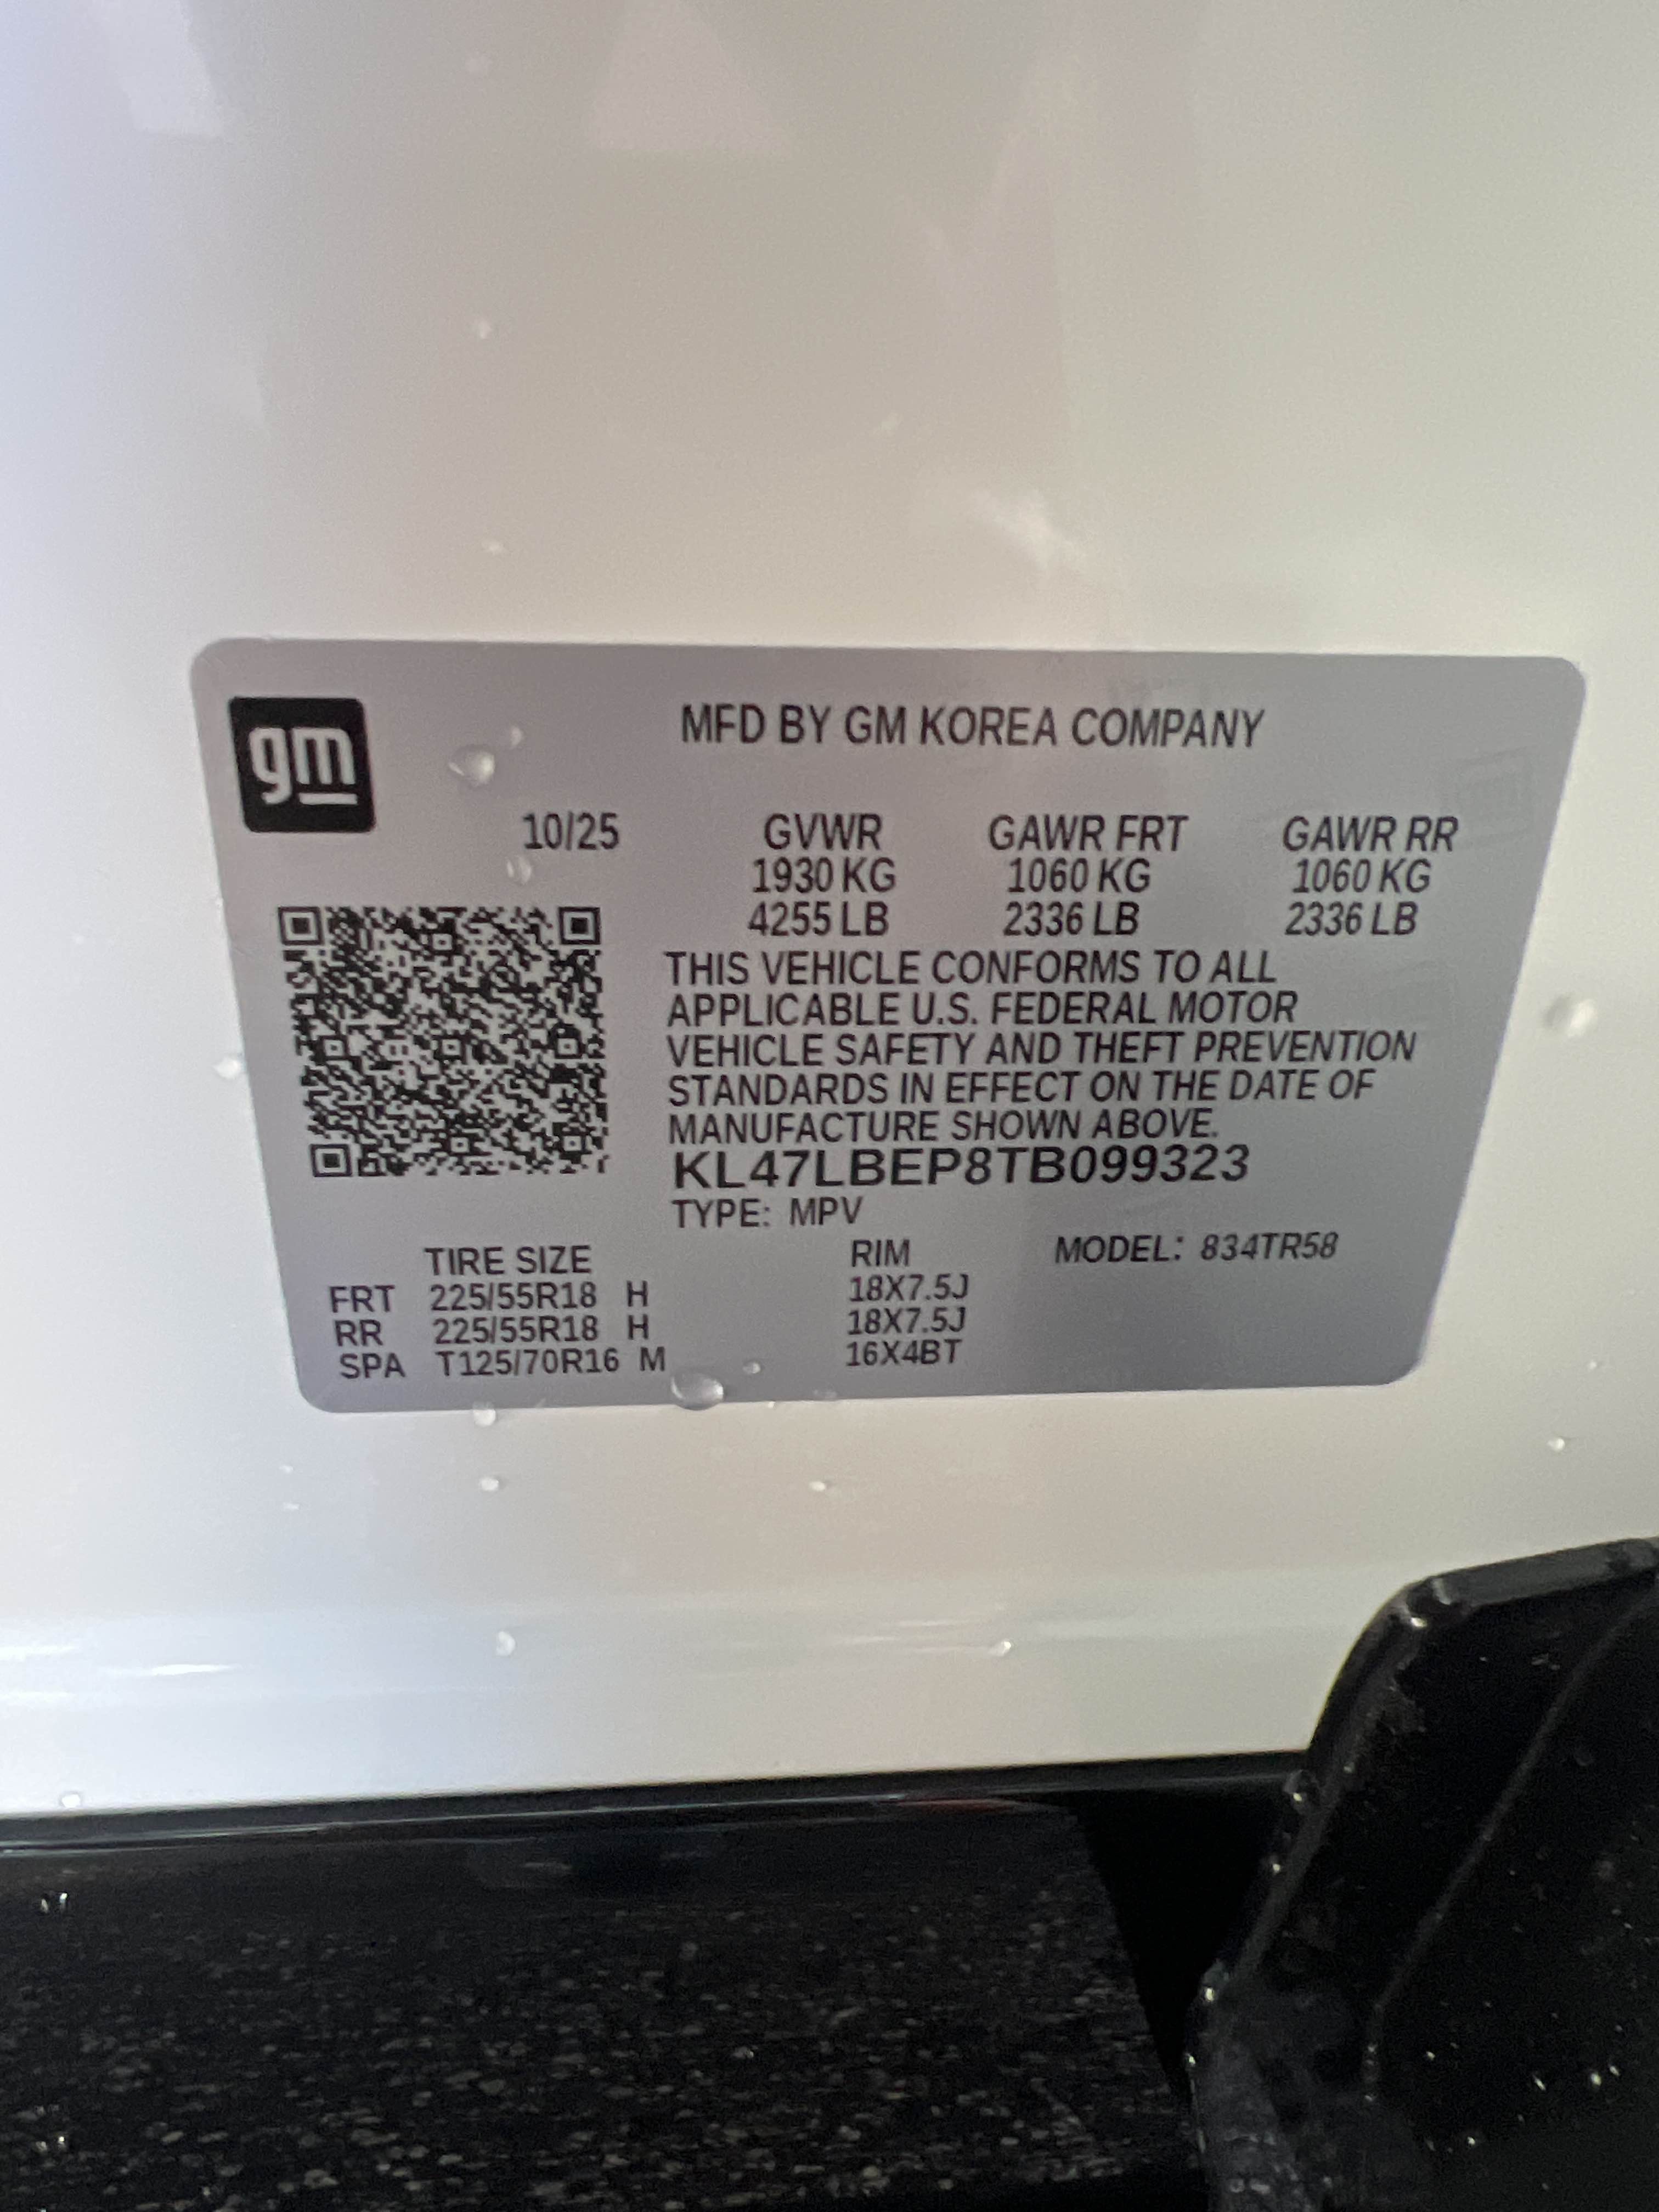 gm
MFD BY GM KOREA COMPANY
10/25 GVWR GAWR FRT GAWR RR
1930 KG 1060 KG 1060 KG
4255 LB 2336 LB 2336 LB
THIS VEHICLE CONFORMS TO ALL
APPLICABLE U.S. FEDERAL MOTOR
VEHICLE SAFETY AND THEFT PREVENTION
STANDARDS IN EFFECT ON THE DATE OF
MANUFACTURE SHOWN ABOVE.
KL47LBEP8TB099323
TYPE: MPV
TIRE SIZE RIM MODEL: 834TR58
FRT 225/55R18 H 18X7.5J
RR 225/55R18 H 18X7.5J
SPA T125/70R16 M 16X4BT